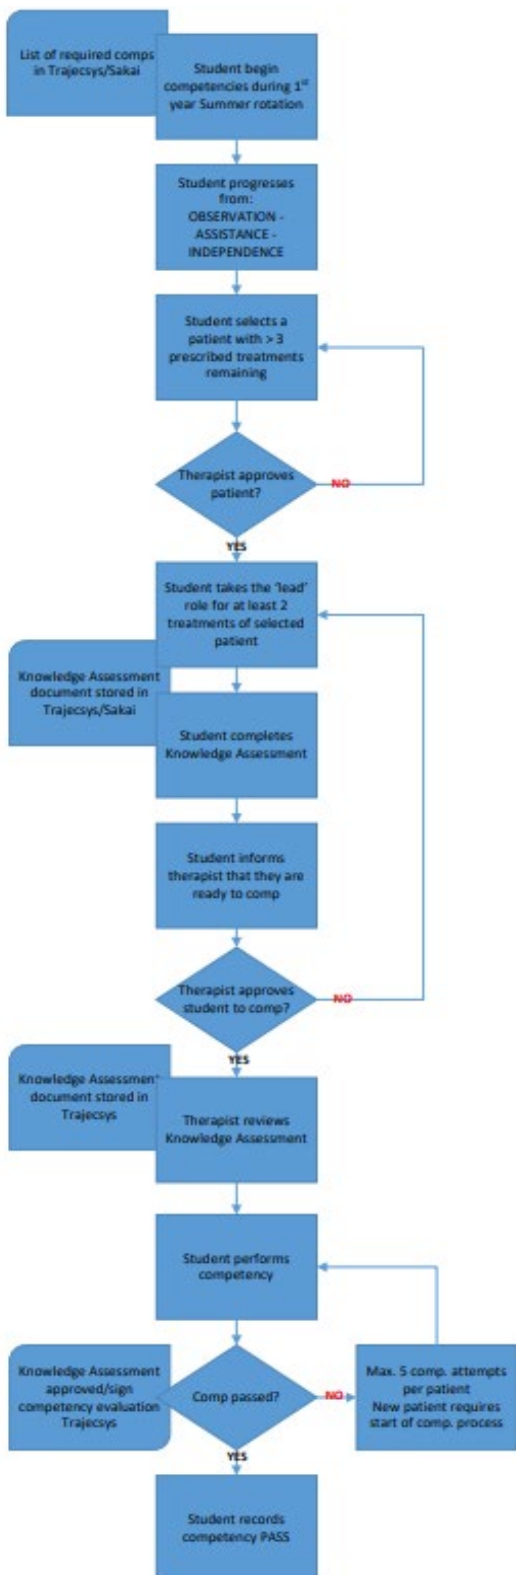 List of required comps
in Trajecsys/Sakai
Student begin
competencies during 1st
year Summer rotation
Student progresses
from:
OBSERVATION -
ASSISTANCE -
INDEPENDENCE
Student selects a
patient with > 3
prescribed treatments
remaining
Therapist approves
patient?
NO
YES
Student takes the 'lead'
role for at least 2
treatments of selected
patient
Knowledge Assessment
document stored in
Trajecsys/Sakai
Student completes
Knowledge Assessment
Student informs
therapist that they are
ready to comp
Therapist approves
student to comp?
NO
YES
Knowledge Assessment
document stored in
Trajecsys
Therapist reviews
Knowledge Assessment
Student performs
competency
Knowledge Assessment
approved/sign
competency evaluation
Trajecsys
Comp passed?
NO
Max. 5 comp. attempts
per patient
New patient requires
start of comp. process
YES
Student records
competency PASS